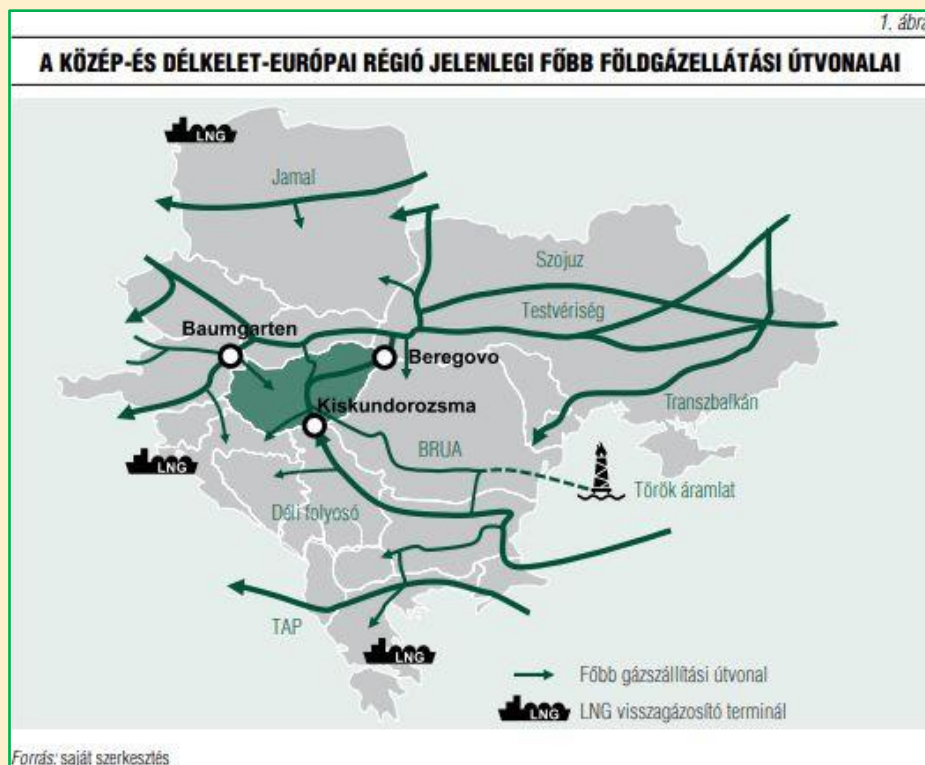 1. ábra
A KÖZÉP-ÉS DÉLKELET-EURÓPAI RÉGIÓ JELENLEGI FŐBB FÖLDGÁZELLÁTÁSI ÚTVONALAI
LNG
Jamal
Szojuz
Testvériség
Baumgarten
Beregovo
Kiskundorozsma
Transzbalkán
LNG
BRUA
Török áramlat
Déli folyosó
TAP
LNG
Főbb gázszállítási útvonal
LNG LNG visszagázosító terminál
Forrás: saját szerkesztés